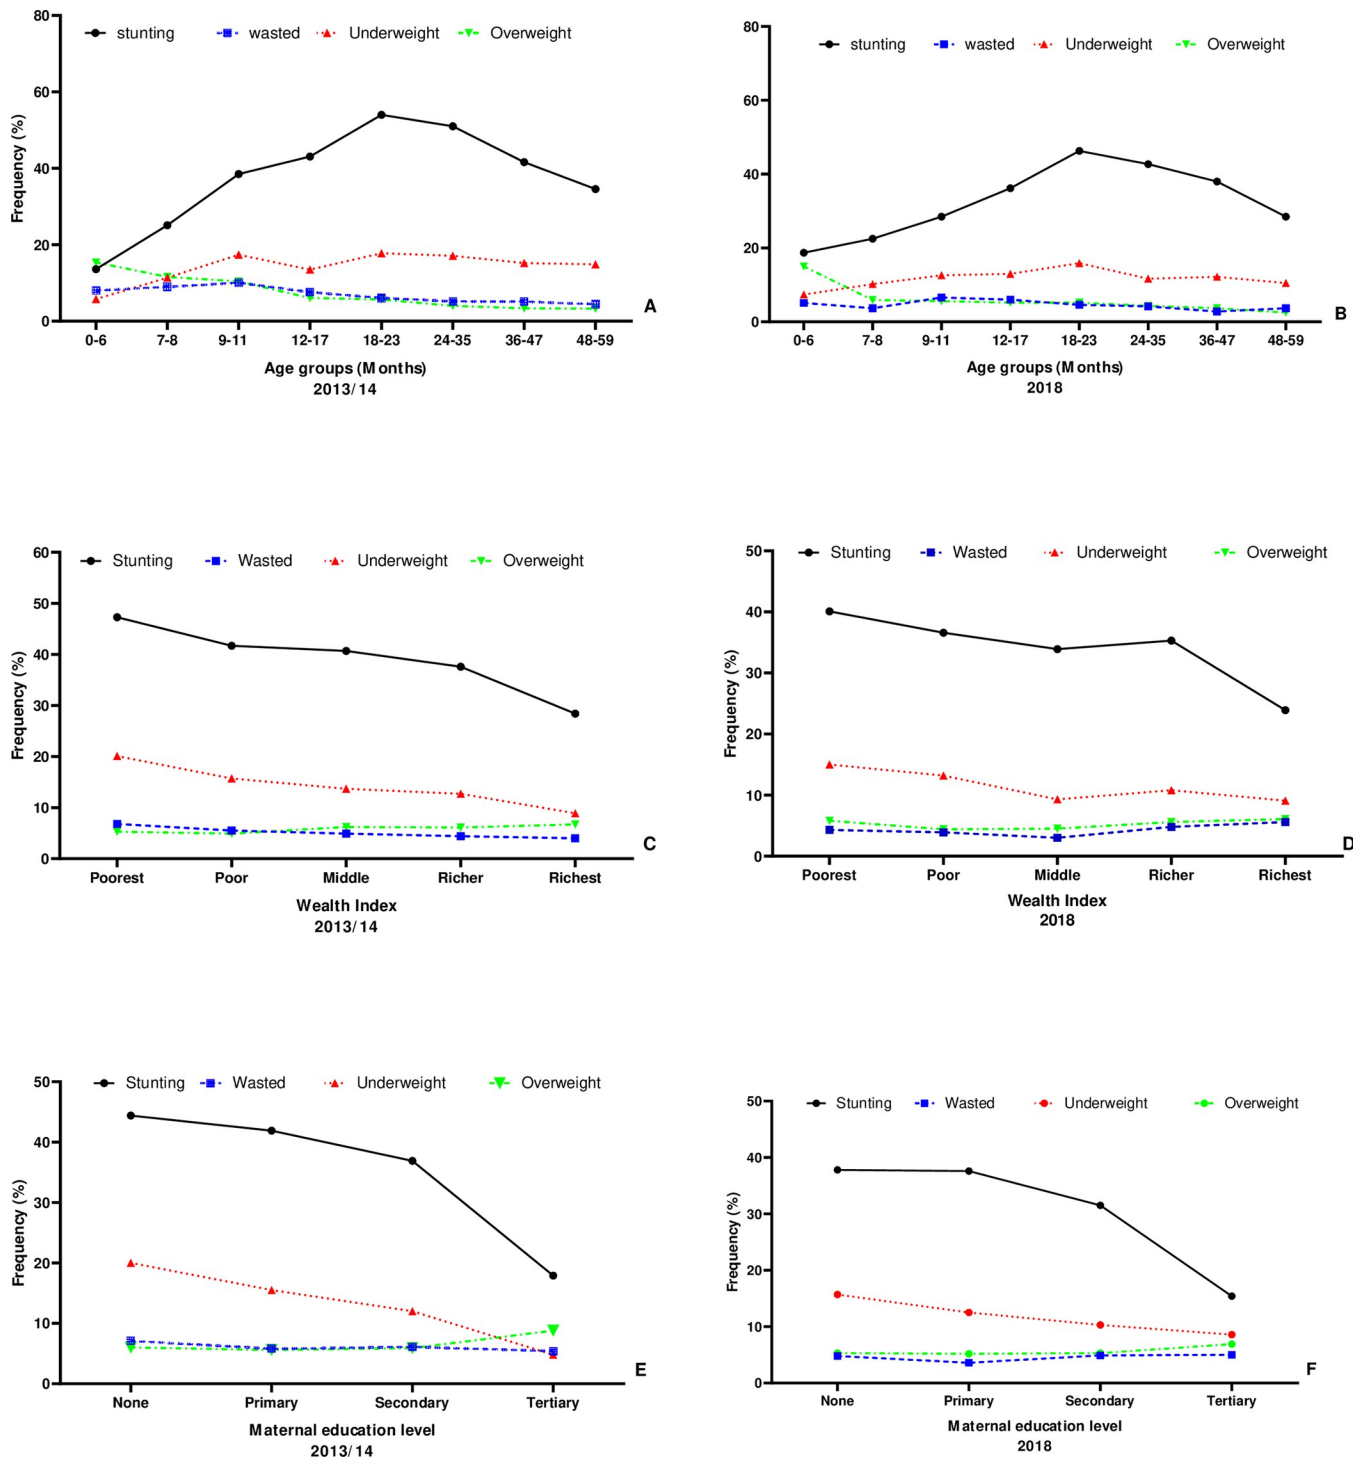 80
60
40
20
0
Frequency (%)
stunting wasted Underweight Overweight
0-6 7-8 9-11 12-17 18-23 24-35 36-47 48-59
Age groups (Months)
2013/14
A
80
60
40
20
0
stunting wasted Underweight Overweight
0-6 7-8 9-11 12-17 18-23 24-35 36-47 48-59
Age groups (Months)
2018
B
60
50
40
30
20
10
0
Frequency (%)
Stunting Wasted Underweight Overweight
Poorest Poor Middle Richer Richest
Wealth Index
2013/14
C
50
40
30
20
10
0
Frequency (%)
Stunting Wasted Underweight Overweight
Poorest Poor Middle Richer Richest
Wealth Index
2018
D
50
40
30
20
10
0
Frequency (%)
Stunting Wasted Underweight Overweight
None Primary Secondary Tertiary
Maternal education level
2013/14
E
50
40
30
20
10
0
Frequency (%)
Stunting Wasted Underweight Overweight
None Primary Secondary Tertiary
Maternal education level
2018
F